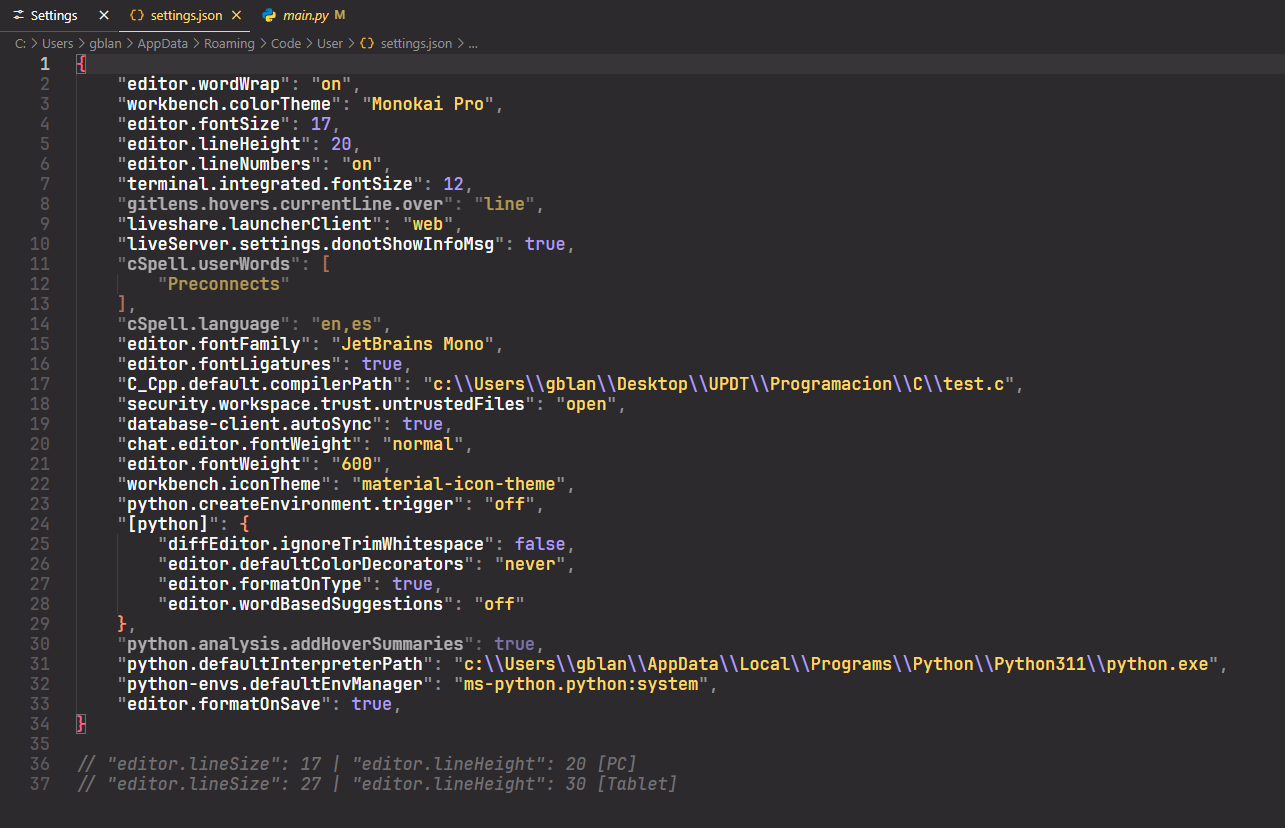 Settings × {} settings.json × main.py M
C: > Users > gblan > AppData > Roaming > Code > User > {} settings.json > ...
1 {
2 "editor.wordWrap": "on",
3 "workbench.colorTheme": "Monokai Pro",
4 "editor.fontSize": 17,
5 "editor.lineHeight": 20,
6 "editor.lineNumbers": "on",
7 "terminal.integrated.fontSize": 12,
8 "gitlens.hovers.currentLine.over": "line",
9 "liveshare.launcherClient": "web",
10 "liveServer.settings.donotShowInfoMsg": true,
11 "cSpell.userWords": [
12 "Preconnects"
13 ],
14 "cSpell.language": "en,es",
15 "editor.fontFamily": "JetBrains Mono",
16 "editor.fontLigatures": true,
17 "C_Cpp.default.compilerPath": "c:\\Users\\gblan\\Desktop\\UPDT\\Programacion\\C\\test.c",
18 "security.workspace.trust.untrustedFiles": "open",
19 "database-client.autoSync": true,
20 "chat.editor.fontWeight": "normal",
21 "editor.fontWeight": "600",
22 "workbench.iconTheme": "material-icon-theme",
23 "python.createEnvironment.trigger": "off",
24 "[python]": {
25 "diffEditor.ignoreTrimWhitespace": false,
26 "editor.defaultColorDecorators": "never",
27 "editor.formatOnType": true,
28 "editor.wordBasedSuggestions": "off"
29 },
30 "python.analysis.addHoverSummaries": true,
31 "python.defaultInterpreterPath": "c:\\Users\\gblan\\AppData\\Local\\Programs\\Python\\Python311\\python.exe",
32 "python-envs.defaultEnvManager": "ms-python.python:system",
33 "editor.formatOnSave": true,
34 }
35
36 // "editor.lineSize": 17 | "editor.lineHeight": 20 [PC]
37 // "editor.lineSize": 27 | "editor.lineHeight": 30 [Tablet]